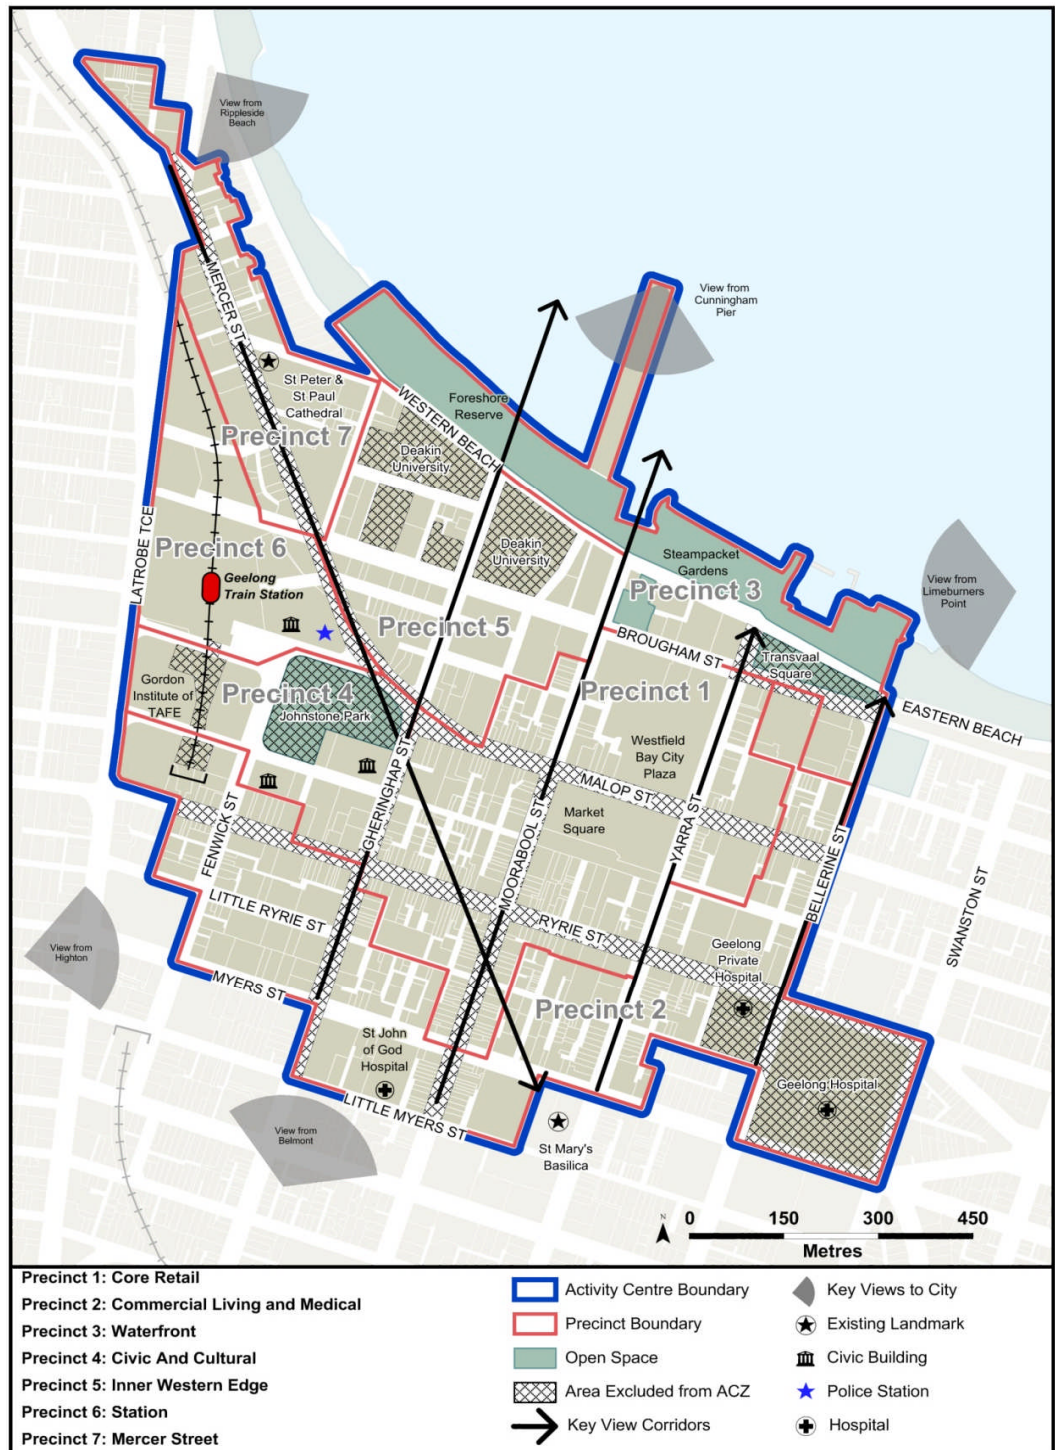 View from
Rippleside
Beach
MERCER ST
View from
Cunningham
Pier
St Peter &
St Paul
Cathedral
Foreshore
Reserve
WESTERN BEACH
Precinct 7
Deakin
University
LATROBE TCE
Precinct 6
Deakin
University
Steampacket
Gardens
Geelong
Train Station
Precinct 3
View from
Limeburners
Point
Precinct 5
BROUGHAM ST
Transvaal
Square
Gordon
Institute of
TAFE
Precinct 4
Johnstone Park
Precinct 1
EASTERN BEACH
Westfield
Bay City
Plaza
MALOP ST
Market
Square
GHERINGHAP ST
MOORABOOL ST
YARRA ST
BELLERINE ST
FENWICK ST
SWANSTON ST
LITTLE RYRIE ST
RYRIE ST
View from
Highton
Geelong
Private
Hospital
MYERS ST
Precinct 2
St John
of God
Hospital
Geelong Hospital
LITTLE MYERS ST
View from
Belmont
St Mary's
Basilica
N
0 150 300 450
Metres
Precinct 1: Core Retail
Precinct 2: Commercial Living and Medical
Precinct 3: Waterfront
Precinct 4: Civic And Cultural
Precinct 5: Inner Western Edge
Precinct 6: Station
Precinct 7: Mercer Street
Activity Centre Boundary
Precinct Boundary
Open Space
Area Excluded from ACZ
Key View Corridors
Key Views to City
Existing Landmark
Civic Building
Police Station
Hospital